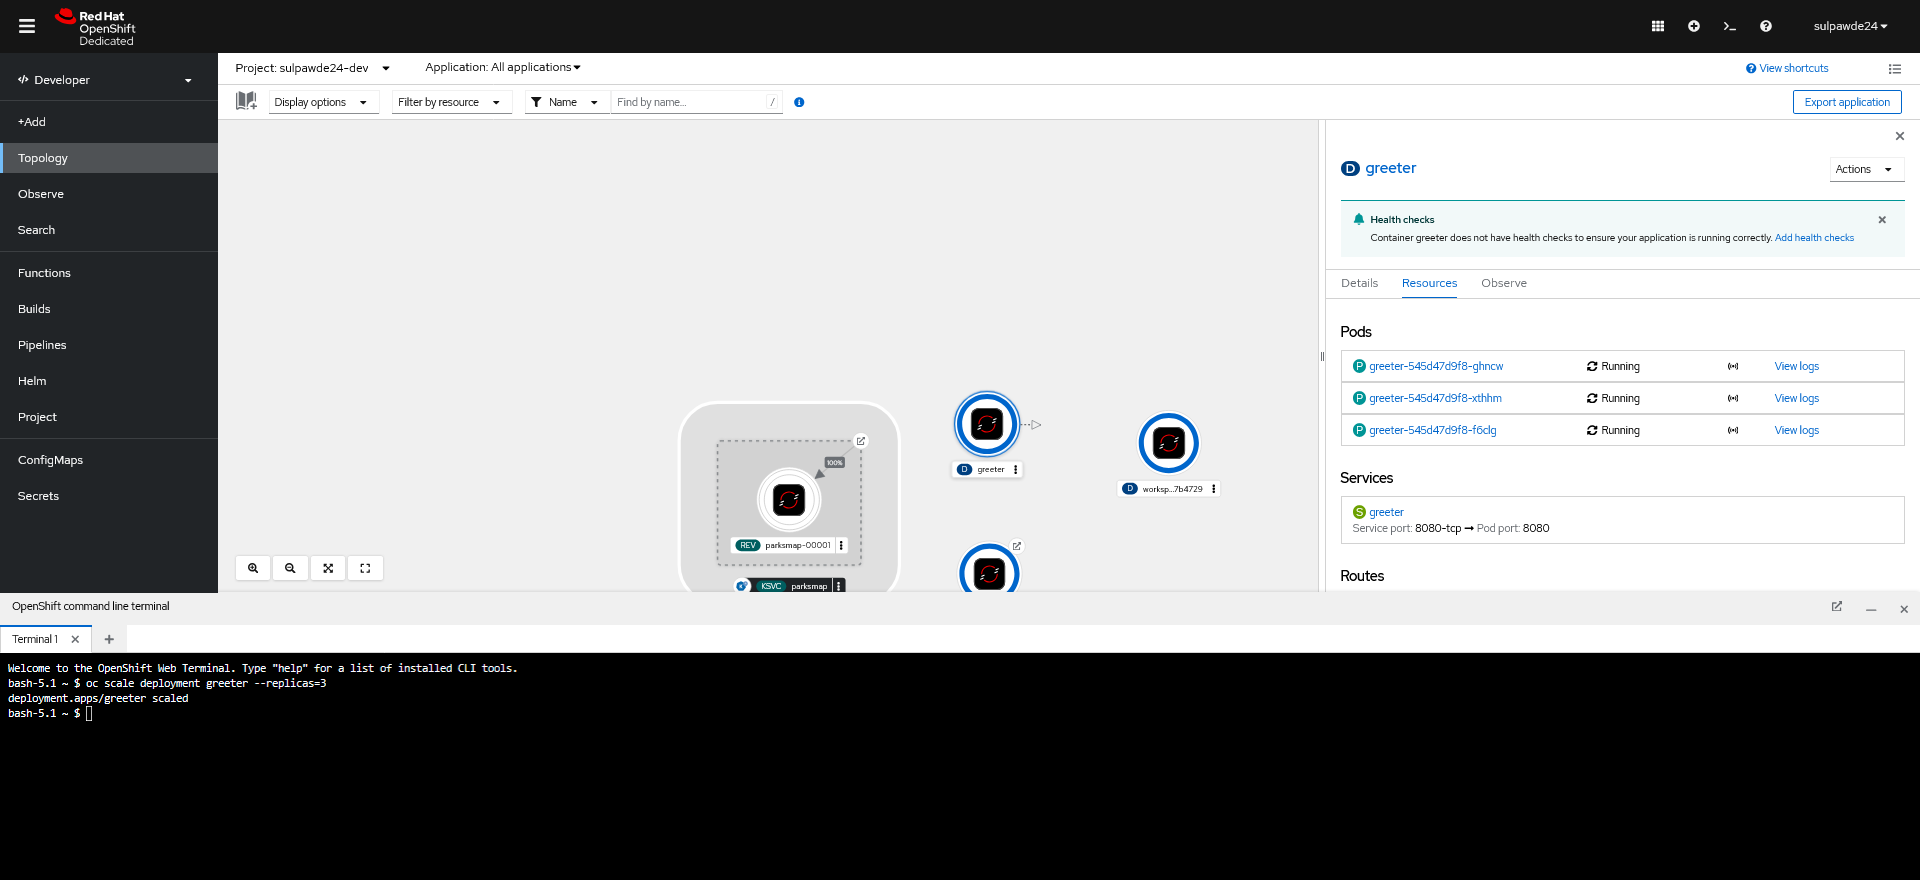 Red Hat
OpenShift
Dedicated
sulpawde24
Developer
+Add
Topology
Observe
Search
Functions
Builds
Pipelines
Helm
Project
ConfigMaps
Secrets
Project: sulpawde24-dev
Application: All applications
View shortcuts
Display options
Filter by resource
Name
Find by name...
/
Export application
100%
REV parksmap-00001
KSVC parksmap
D greeter
D worksp...7b4729
D greeter
Actions
Health checks
Container greeter does not have health checks to ensure your application is running correctly. Add health checks
Details Resources Observe
Pods
P greeter-545d47d9f8-ghncw Running View logs
P greeter-545d47d9f8-xthhm Running View logs
P greeter-545d47d9f8-f6clg Running View logs
Services
S greeter
Service port: 8080-tcp → Pod port: 8080
Routes
OpenShift command line terminal
Terminal 1
Welcome to the OpenShift Web Terminal. Type "help" for a list of installed CLI tools.
bash-5.1 ~ $ oc scale deployment greeter --replicas=3
deployment.apps/greeter scaled
bash-5.1 ~ $